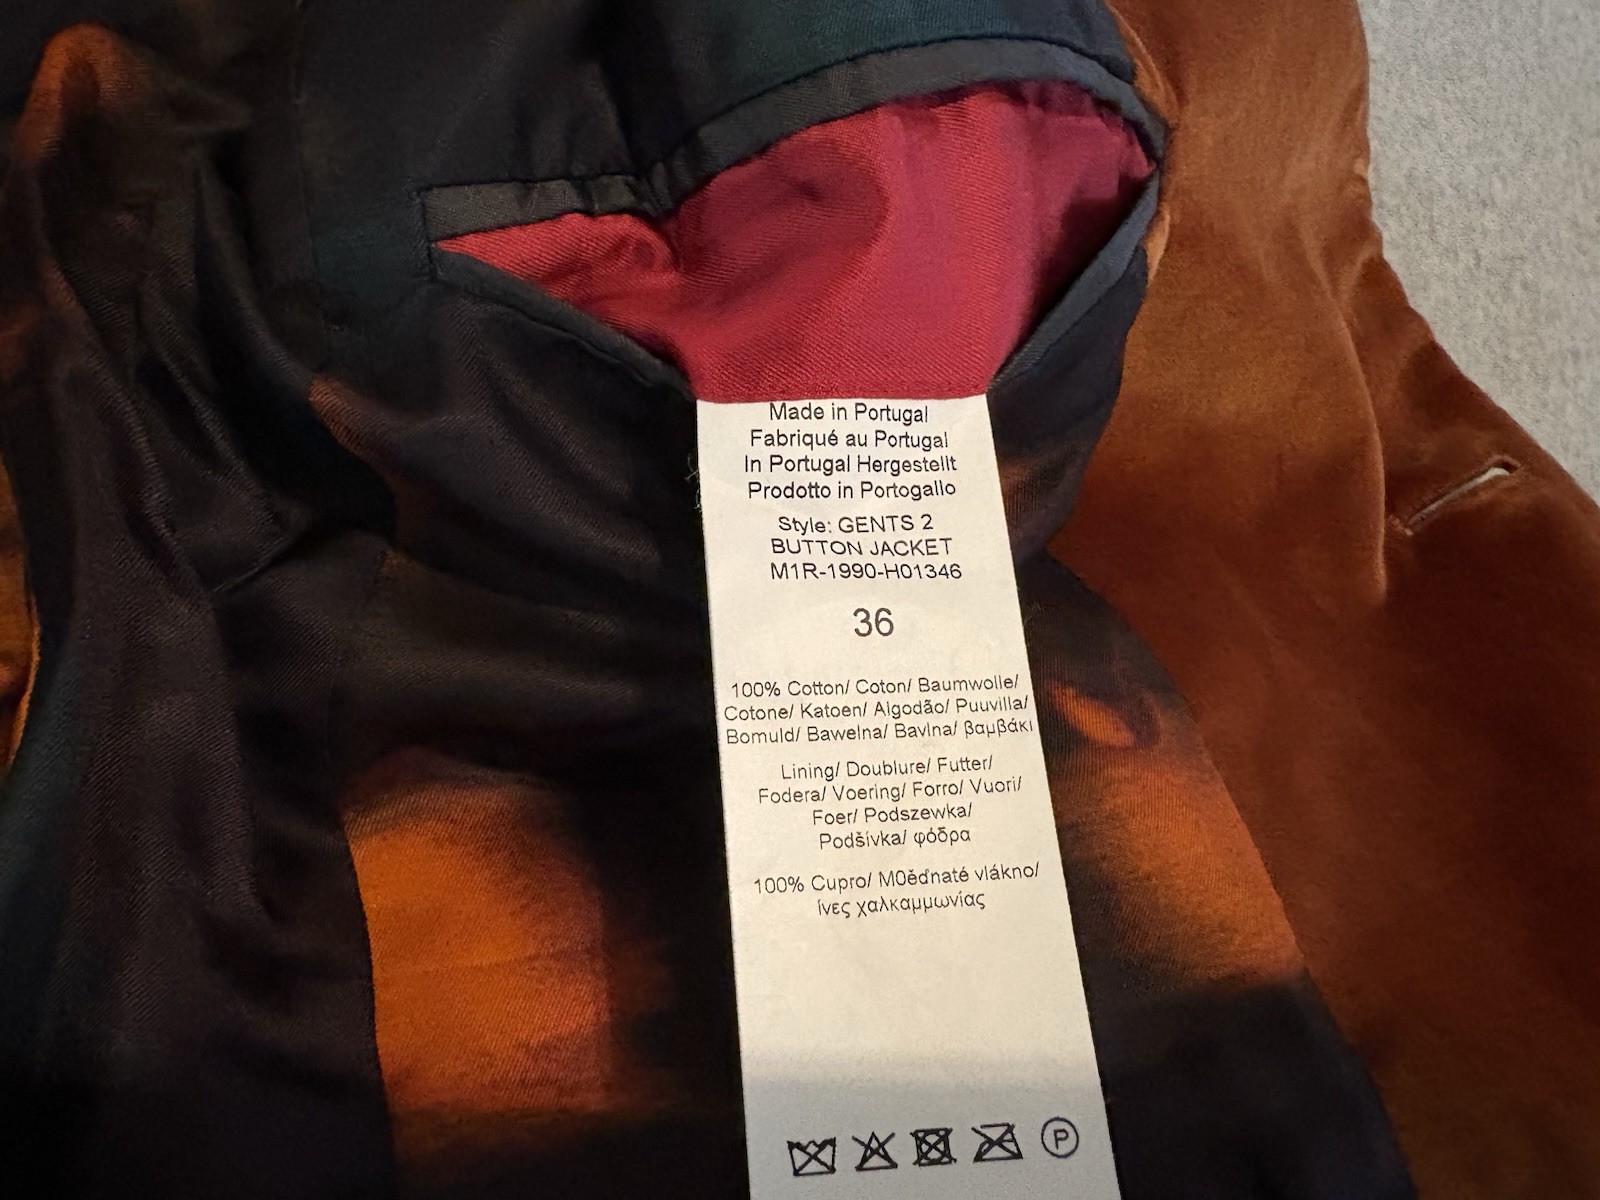 Made in Portugal
Fabriqué au Portugal
In Portugal Hergestellt
Prodotto in Portogallo
Style: GENTS 2
BUTTON JACKET
M1R-1990-H01346
36
100% Cotton/ Coton/ Baumwolle/
Cotone/ Katoen/ Algodão/ Puuvilla/
Bomuld/ Bawelna/ Bavlna/ βαμβάκι
Lining/ Doublure/ Futter/
Fodera/ Voering/ Forro/ Vuori/
Foer/ Podszewka/
Podšívka/ φόδρα
100% Cupro/ M0ěďnaté vlákno/
ίνες χαλκαμμωνίας
P